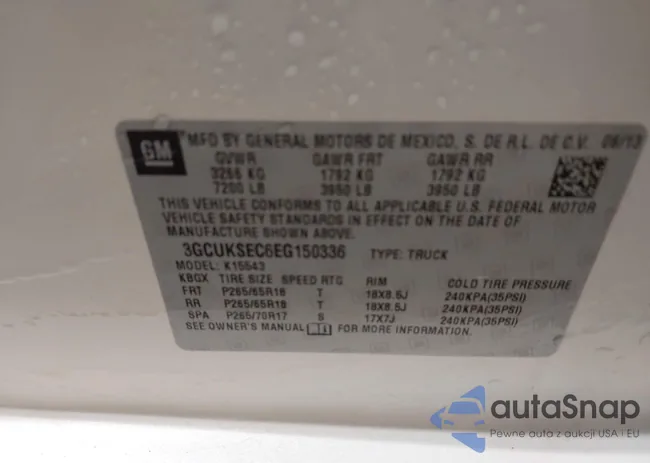 GM
MFD BY GENERAL MOTORS DE MEXICO, S. DE R.L. DE C.V. 08/13
GVWR GAWR FRT GAWR RR
3266 KG 1792 KG 1792 KG
7200 LB 3950 LB 3950 LB
THIS VEHICLE CONFORMS TO ALL APPLICABLE U.S. FEDERAL MOTOR
VEHICLE SAFETY STANDARDS IN EFFECT ON THE DATE OF
MANUFACTURE SHOWN ABOVE.
3GCUKSEC6EG150336 TYPE: TRUCK
MODEL: K15543
KBGX TIRE SIZE SPEED RTG RIM COLD TIRE PRESSURE
FRT P265/65R18 T 18X8.5J 240KPA(35PSI)
RR P265/65R18 T 18X8.5J 240KPA(35PSI)
SPA P265/70R17 S 17X7J 240KPA(35PSI)
SEE OWNER'S MANUAL FOR MORE INFORMATION.
autaSnap
Pewne auta z aukcji USA i EU